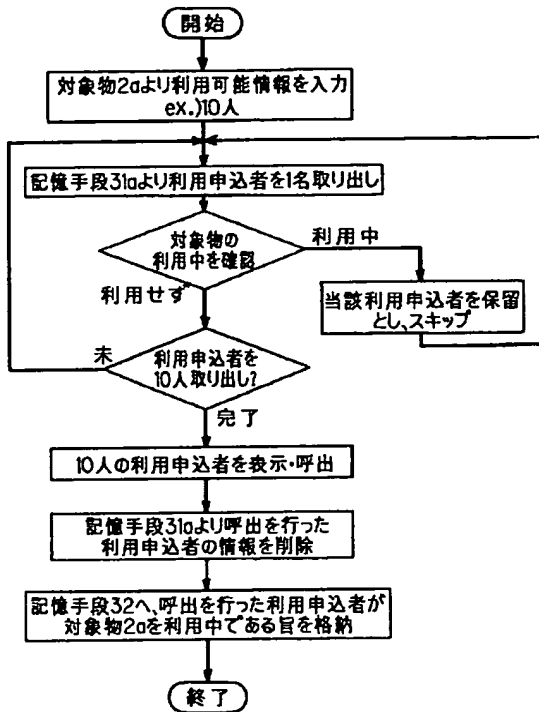 開始
対象物2aより利用可能情報を入力
ex.)10人
記憶手段31aより利用申込者を1名取り出し
対象物の
利用中を確認
利用中
利用せず
当該利用申込者を保留
とし、スキップ
未
利用申込者を
10人取り出し?
完了
10人の利用申込者を表示・呼出
記憶手段31aより呼出を行った
利用申込者の情報を削除
記憶手段32へ、呼出を行った利用申込者が
対象物2aを利用中である旨を格納
終了